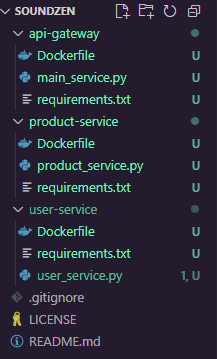 SOUNDZEN
api-gateway
Dockerfile U
main_service.py U
requirements.txt U
product-service
Dockerfile U
product_service.py U
requirements.txt U
user-service
Dockerfile U
requirements.txt U
user_service.py 1, U
.gitignore
LICENSE
README.md